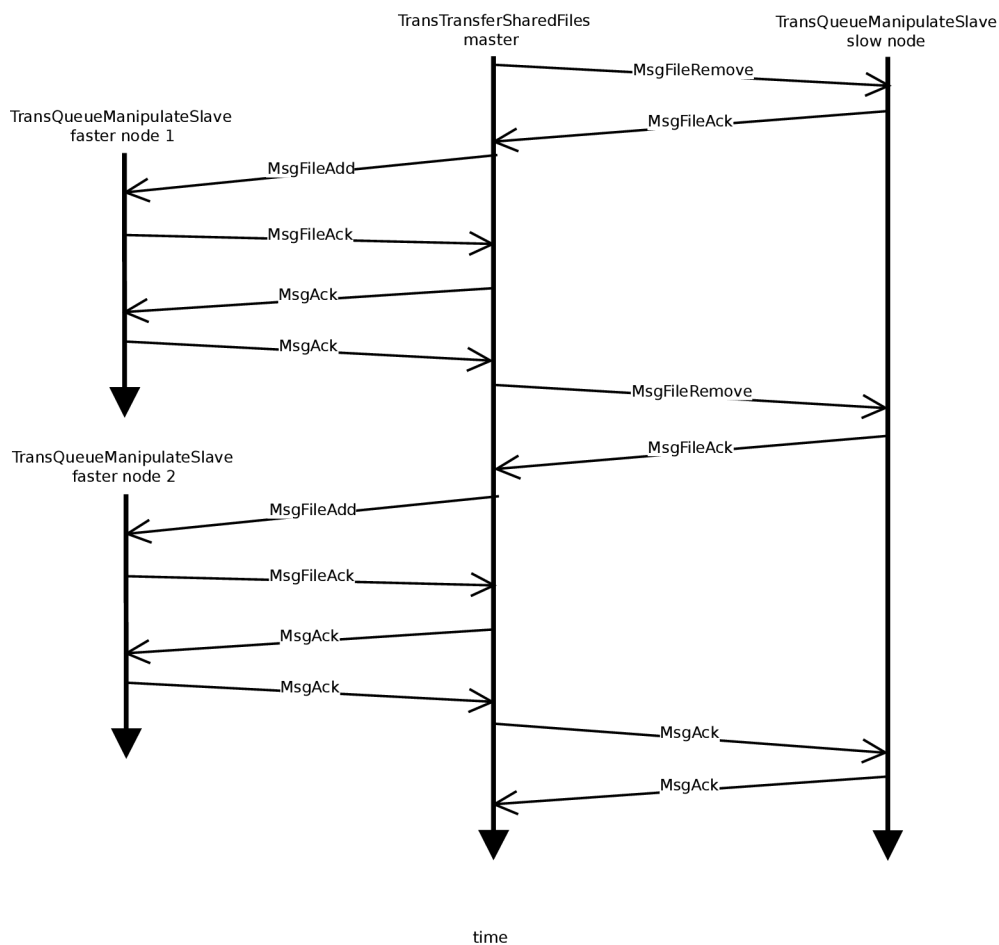 TransTransferSharedFiles
master
TransQueueManipulateSlave
slow node
MsgFileRemove
TransQueueManipulateSlave
faster node 1
MsgFileAck
MsgFileAdd
MsgFileAck
MsgAck
MsgAck
MsgFileRemove
MsgFileAck
TransQueueManipulateSlave
faster node 2
MsgFileAdd
MsgFileAck
MsgAck
MsgAck
MsgAck
MsgAck
time